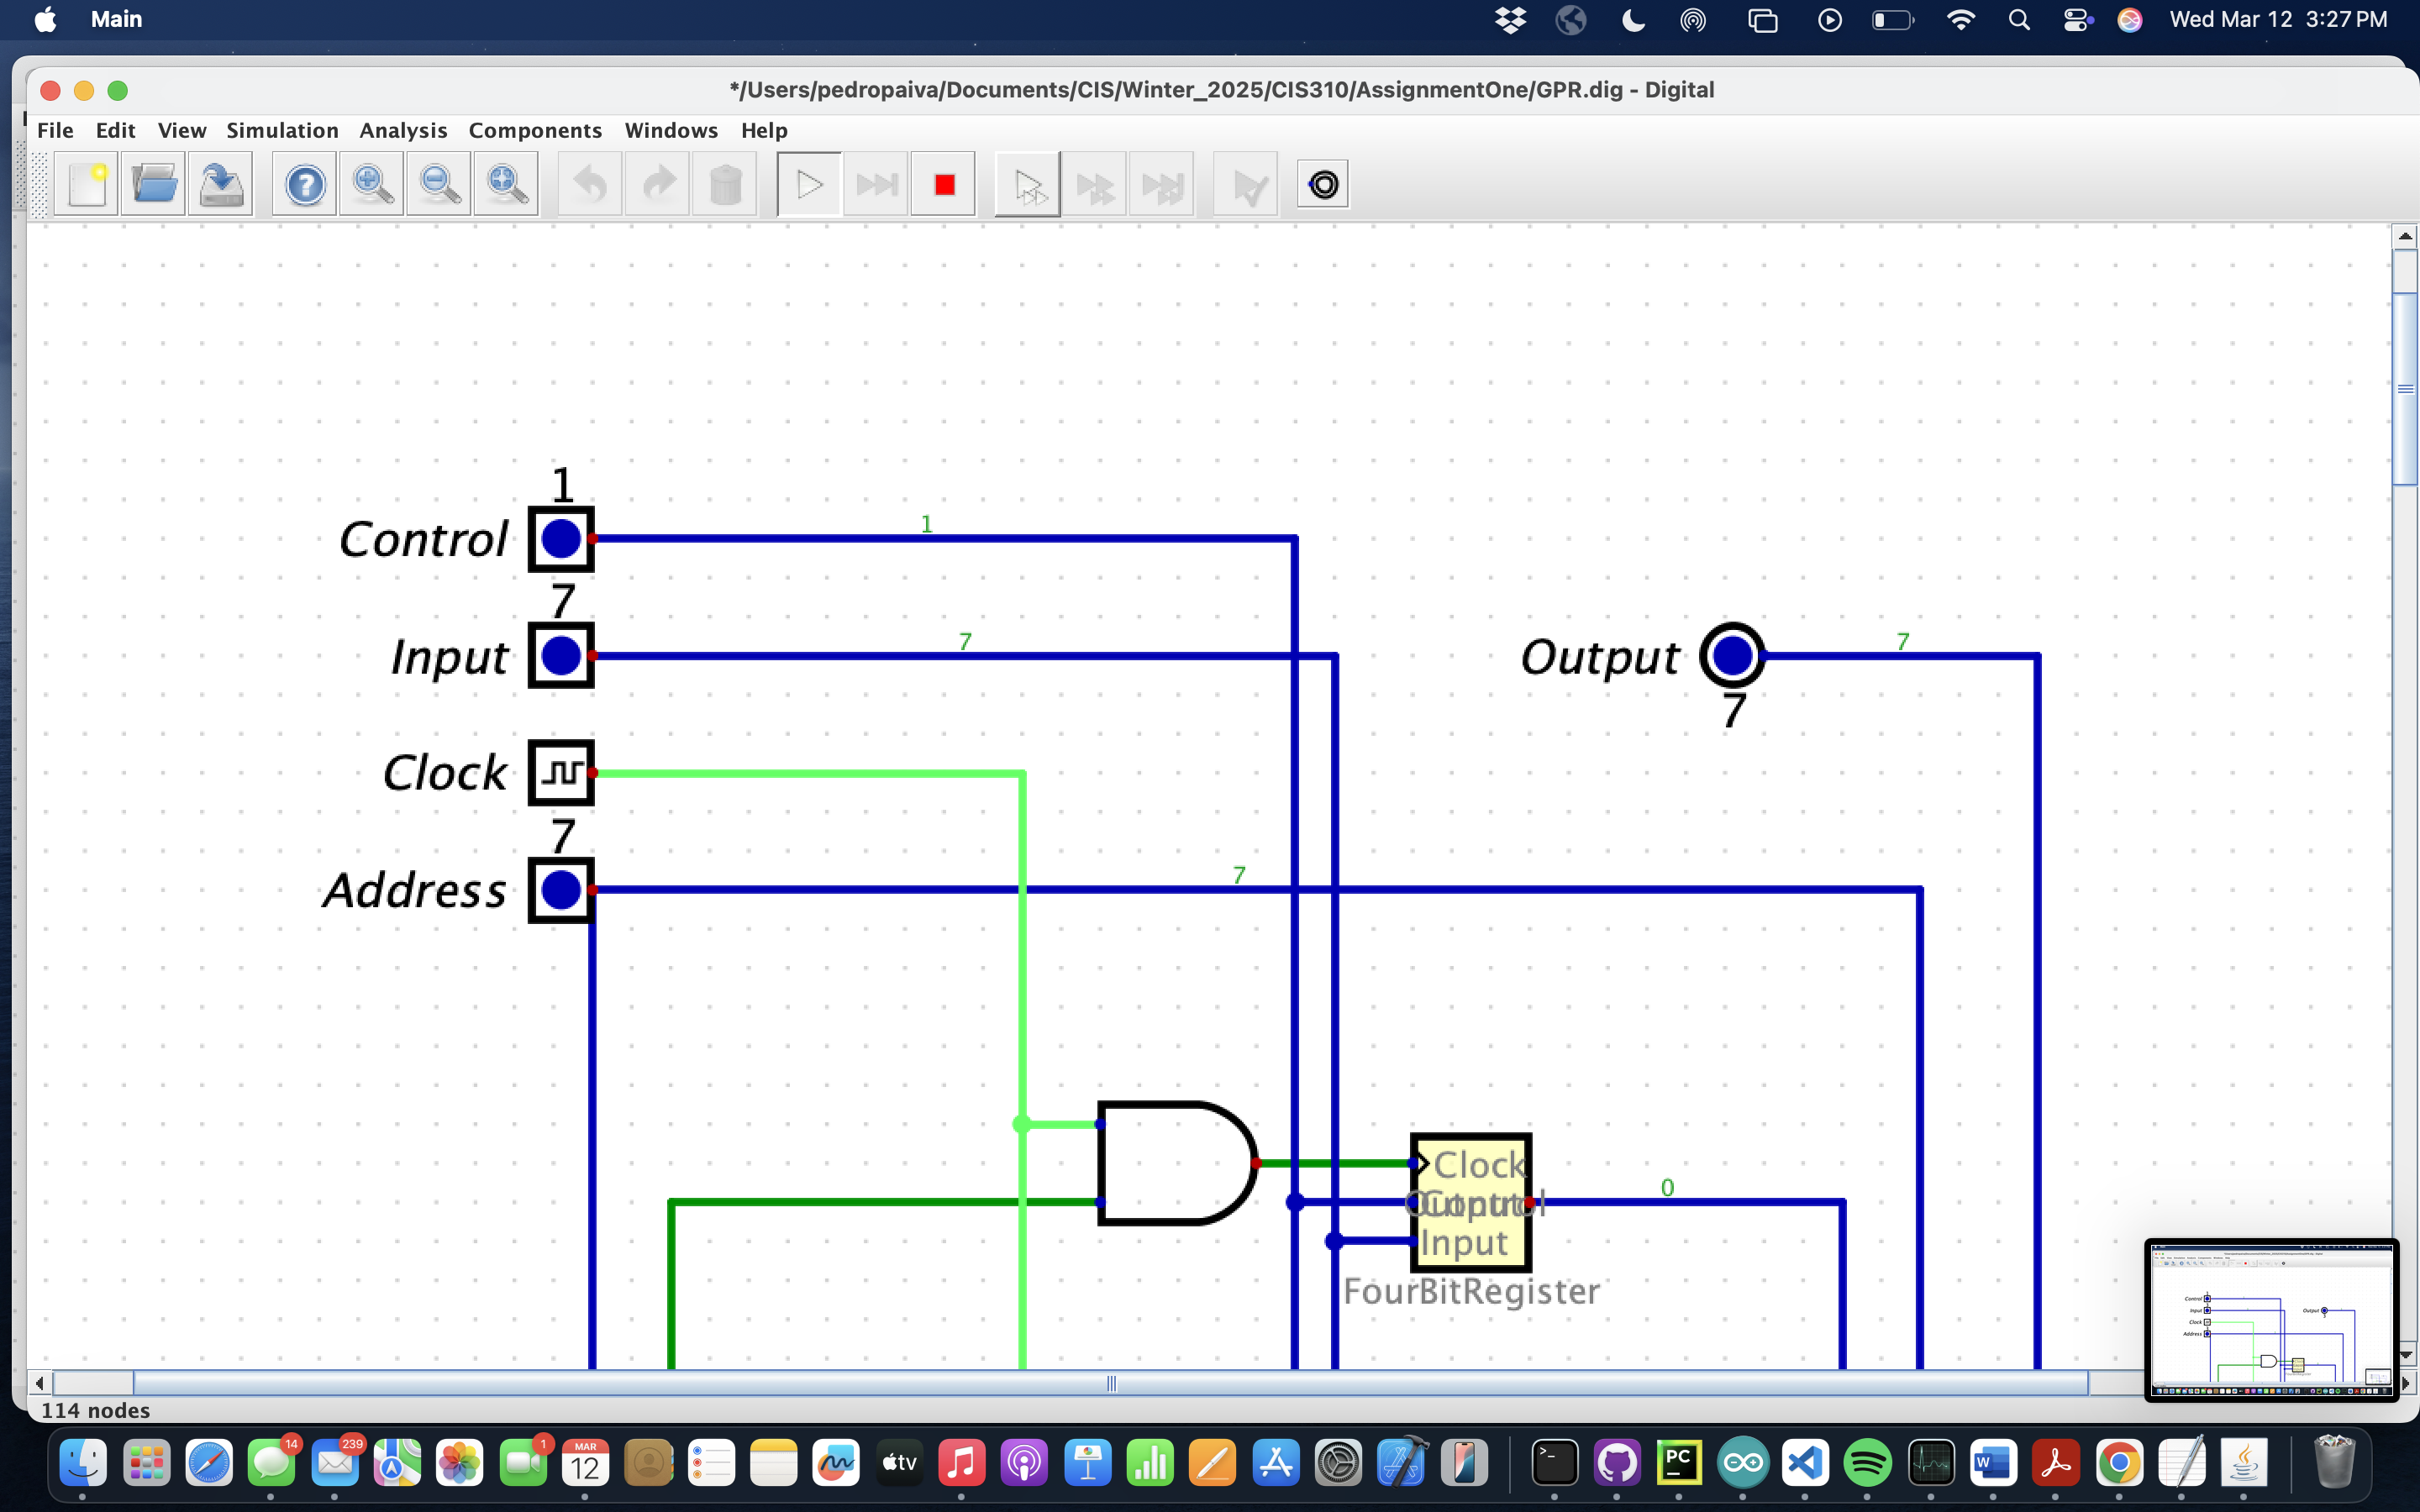 Main
Wed Mar 12 3:27 PM
*/Users/pedropaiva/Documents/CIS/Winter_2025/CIS310/AssignmentOne/GPR.dig - Digital
File Edit View Simulation Analysis Components Windows Help
1
Control
1
7
Input
7
Output
7
7
Clock
7
Address
7
Clock
Control
Output
0
Input
FourBitRegister
114 nodes
14
239
1
MAR
12
tv
PC
W